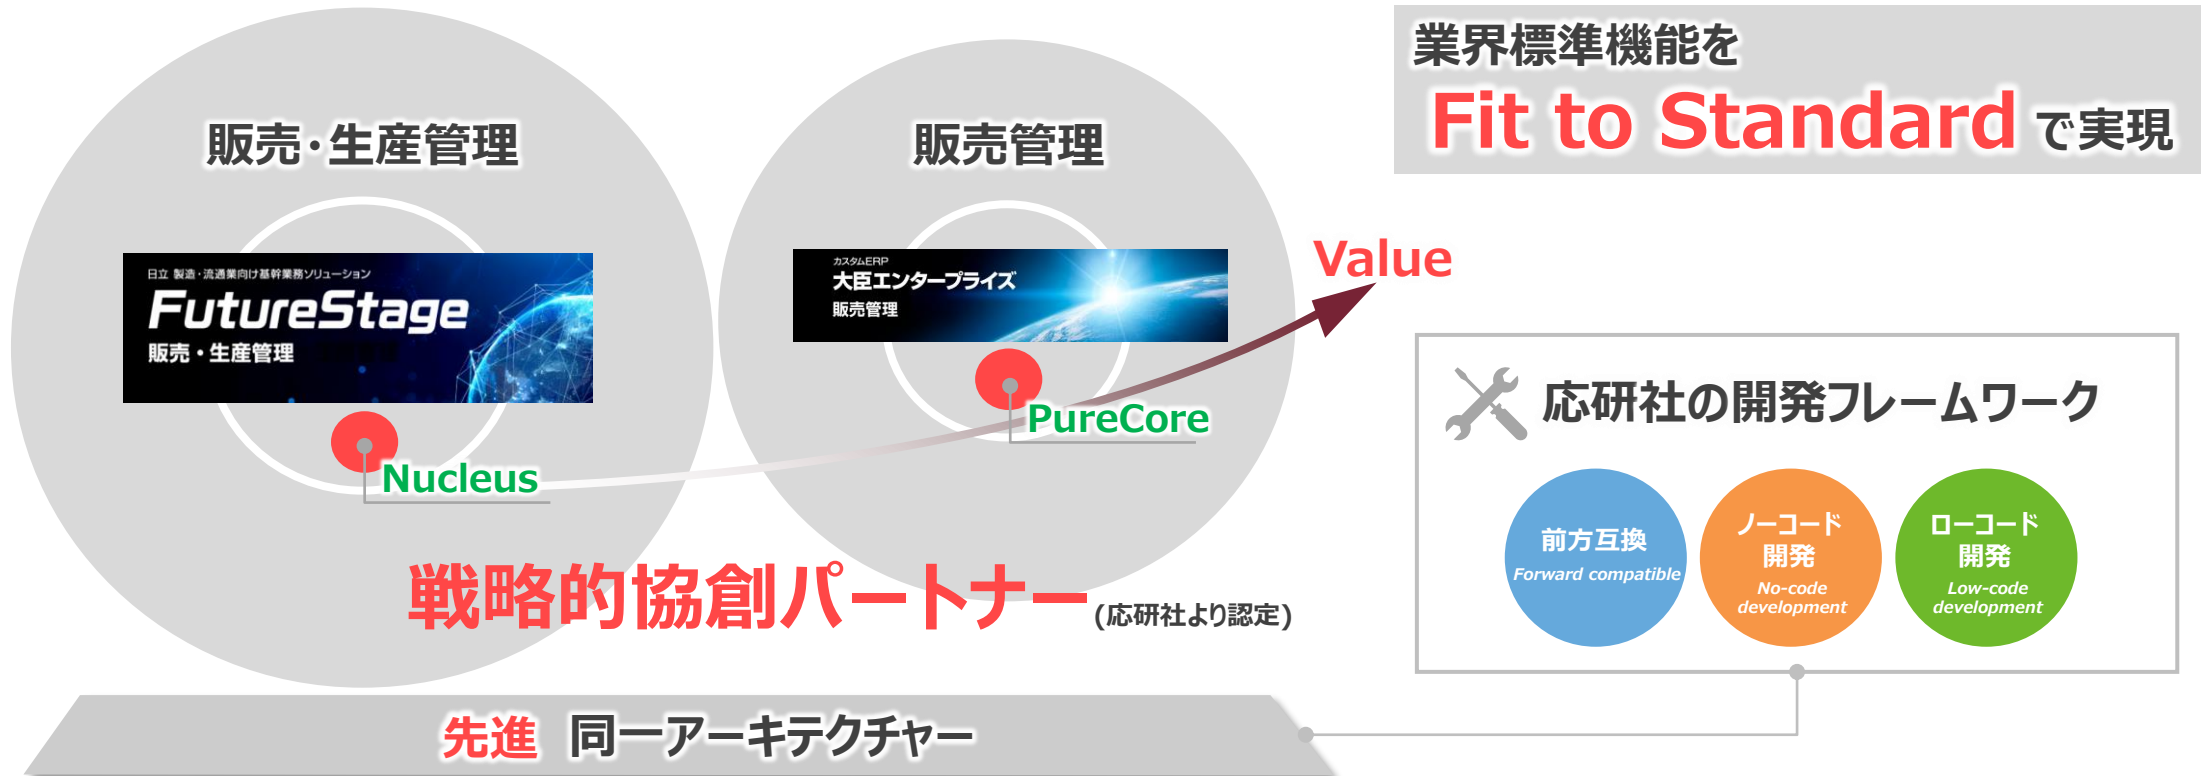 業界標準機能を
Fit to Standard で実現
販売・生産管理
販売管理
日立 製造・流通業向け基幹業務ソリューション
FutureStage
販売・生産管理
カスタムERP
大臣エンタープライズ
販売管理
Value
PureCore
Nucleus
戦略的協創パートナー(応研社より認定)
応研社の開発フレームワーク
前方互換
Forward compatible
ノーコード
開発
No-code
development
ローコード
開発
Low-code
development
先進 同一アーキテクチャー